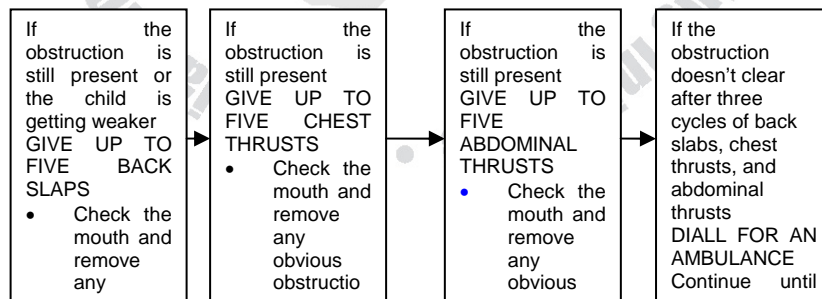 If the
obstruction is
still present or
the child is
getting weaker
GIVE UP TO
FIVE BACK
SLAPS
• Check the
mouth and
remove
any
If the
obstruction is
still present
GIVE UP TO
FIVE CHEST
THRUSTS
• Check the
mouth and
remove
any
obvious
obstructio
If the
obstruction is
still present
GIVE UP TO
FIVE
ABDOMINAL
THRUSTS
• Check the
mouth and
remove
any
obvious
If the
obstruction
doesn't clear
after three
cycles of back
slabs, chest
thrusts, and
abdominal
thrusts
DIALL FOR AN
AMBULANCE
Continue until